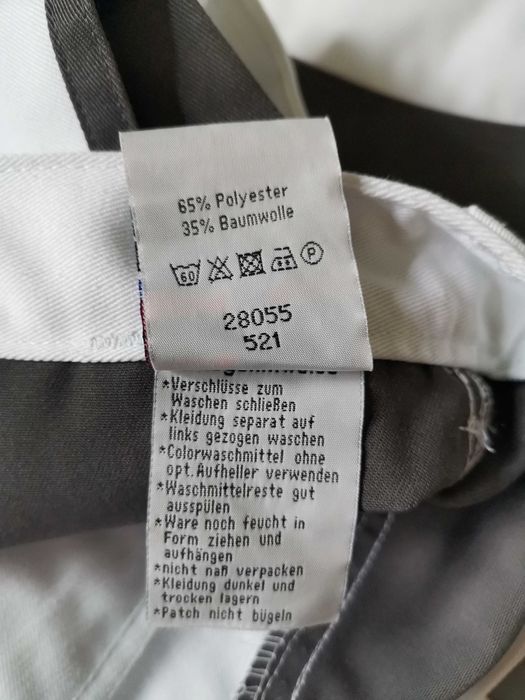 65% Polyester
35% Baumwolle
60 P
28055
521
*Verschlüsse zum
Waschen schließen
*Kleidung separat auf
links gezogen waschen
*Colorwaschmittel ohne
opt.Aufheller verwenden
*Waschmittelreste gut
ausspülen
*Ware noch feucht in
Form ziehen und
aufhängen
*nicht naß verpacken
*Kleidung dunkel und
trocken lagern
*Patch nicht bügeln